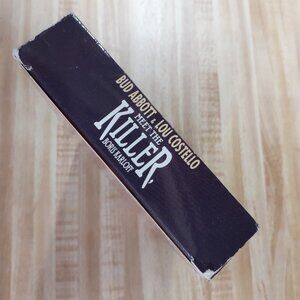 BUD ABBOTT & LOU COSTELLO
MEET THE
KILLER,
BORIS KARLOFF